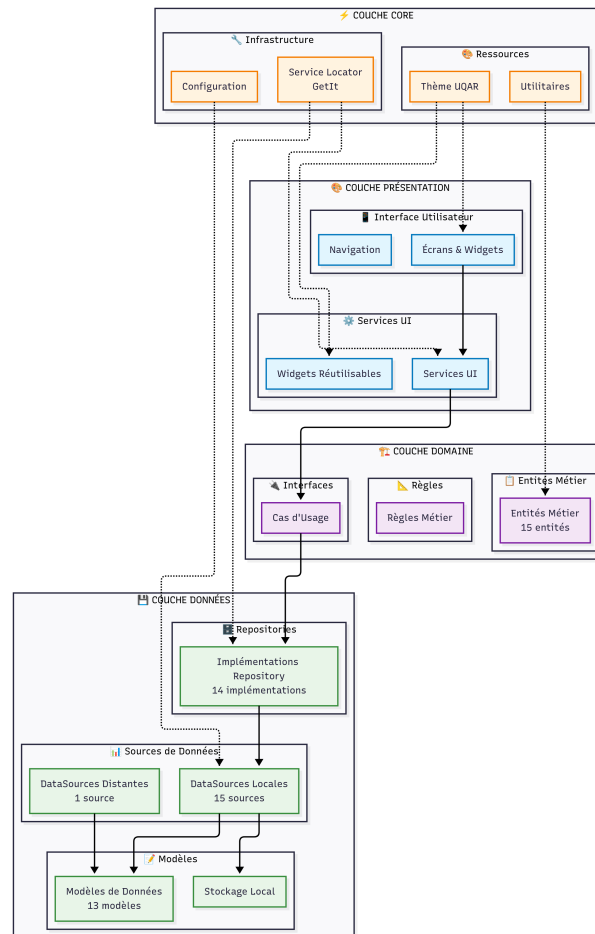 ⚡ COUCHE CORE
🔧 Infrastructure
🎨 Ressources
Configuration
Service Locator
GetIt
Thème UQAR
Utilitaires
🎨 COUCHE PRÉSENTATION
📱 Interface Utilisateur
Navigation
Écrans & Widgets
⚙️ Services UI
Widgets Réutilisables
Services UI
🏗️ COUCHE DOMAINE
🔌 Interfaces
📐 Règles
📋 Entités Métier
Cas d'Usage
Règles Métier
Entités Métier
15 entités
💾 COUCHE DONNÉES
🗄️ Repositories
Implémentations
Repository
14 implémentations
📊 Sources de Données
DataSources Distantes
1 source
DataSources Locales
15 sources
📝 Modèles
Modèles de Données
13 modèles
Stockage Local